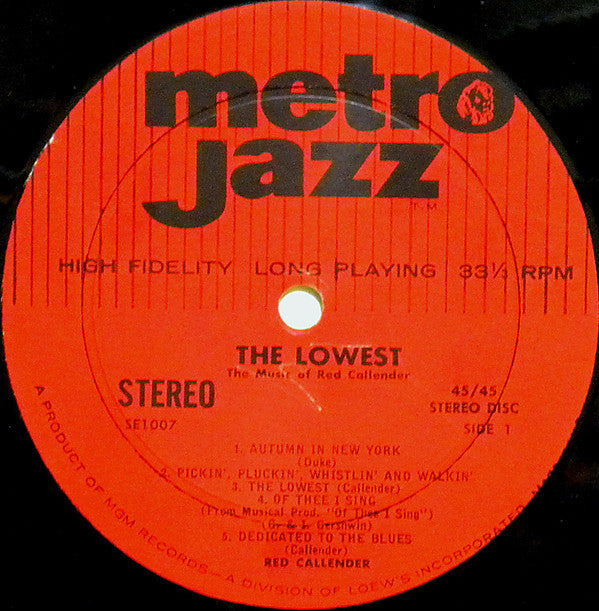 metro
jazz
T.M.
HIGH FIDELITY LONG PLAYING 33⅓ RPM
THE LOWEST
The Music of Red Callender
STEREO
45/45
STEREO DISC
SE1007
SIDE 1
1. AUTUMN IN NEW YORK
(Duke)
2. PICKIN', PLUCKIN', WHISTLIN' AND WALKIN'
3. THE LOWEST (Callender)
4. OF THEE I SING
(From Musical Prod. "Of Thee I Sing")
(G. & I. Gershwin)
5. DEDICATED TO THE BLUES
(Callender)
RED CALLENDER
A PRODUCT OF MGM RECORDS—A DIVISION OF LOEW'S INCORPORATED,